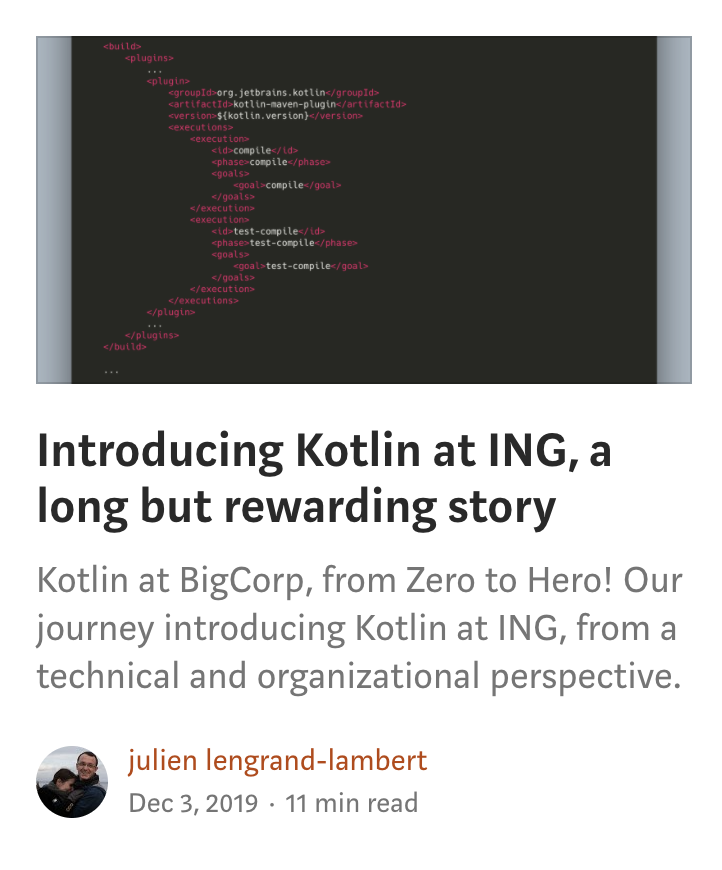 <build>
<plugins>
...
<plugin>
<groupId>org.jetbrains.kotlin</groupId>
<artifactId>kotlin-maven-plugin</artifactId>
<version>${kotlin.version}</version>
<executions>
<execution>
<id>compile</id>
<phase>compile</phase>
<goals>
<goal>compile</goal>
</goals>
</execution>
<execution>
<id>test-compile</id>
<phase>test-compile</phase>
<goals>
<goal>test-compile</goal>
</goals>
</execution>
</executions>
</plugin>
...
</plugins>
</build>
...
Introducing Kotlin at ING, a
long but rewarding story
Kotlin at BigCorp, from Zero to Hero! Our
journey introducing Kotlin at ING, from a
technical and organizational perspective.
julien lengrand-lambert
Dec 3, 2019 · 11 min read